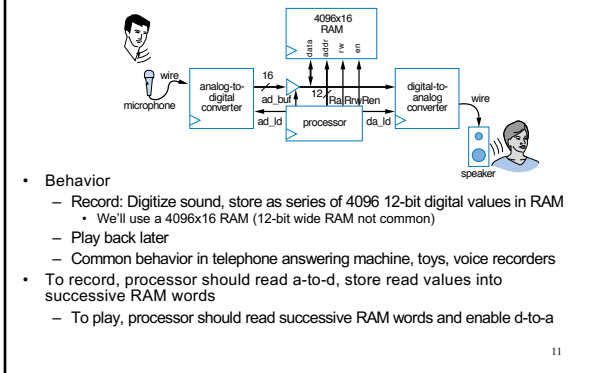 4096x16
RAM
data
addr
rw
en
wire
microphone
analog-to-
digital
converter
16
ad_buf
ad_ld
12
Ra
Rrw
Ren
processor
da_ld
digital-to-
analog
converter
wire
speaker
• Behavior
– Record: Digitize sound, store as series of 4096 12-bit digital values in RAM
• We'll use a 4096x16 RAM (12-bit wide RAM not common)
– Play back later
– Common behavior in telephone answering machine, toys, voice recorders
• To record, processor should read a-to-d, store read values into
successive RAM words
– To play, processor should read successive RAM words and enable d-to-a
11